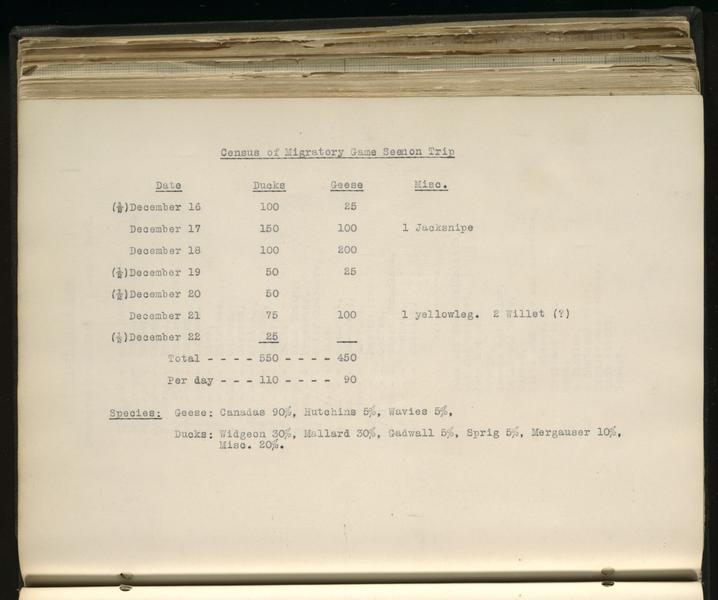 Census of Migratory Game Seenon Trip
Date Ducks Geese Misc.
(½)December 16 100 25
December 17 150 100 1 Jacksnipe
December 18 100 200
(½)December 19 50 25
(½)December 20 50
December 21 75 100 1 yellowleg. 2 Willet (?)
(½)December 22 25
Total - - - - 550 - - - - 450
Per day - - - 110 - - - - 90
Species: Geese: Canadas 90%, Hutchins 5%, Wavies 5%,
Ducks: Widgeon 30%, Mallard 30%, Gadwall 5%, Sprig 5%, Mergauser 10%,
Misc. 20%.